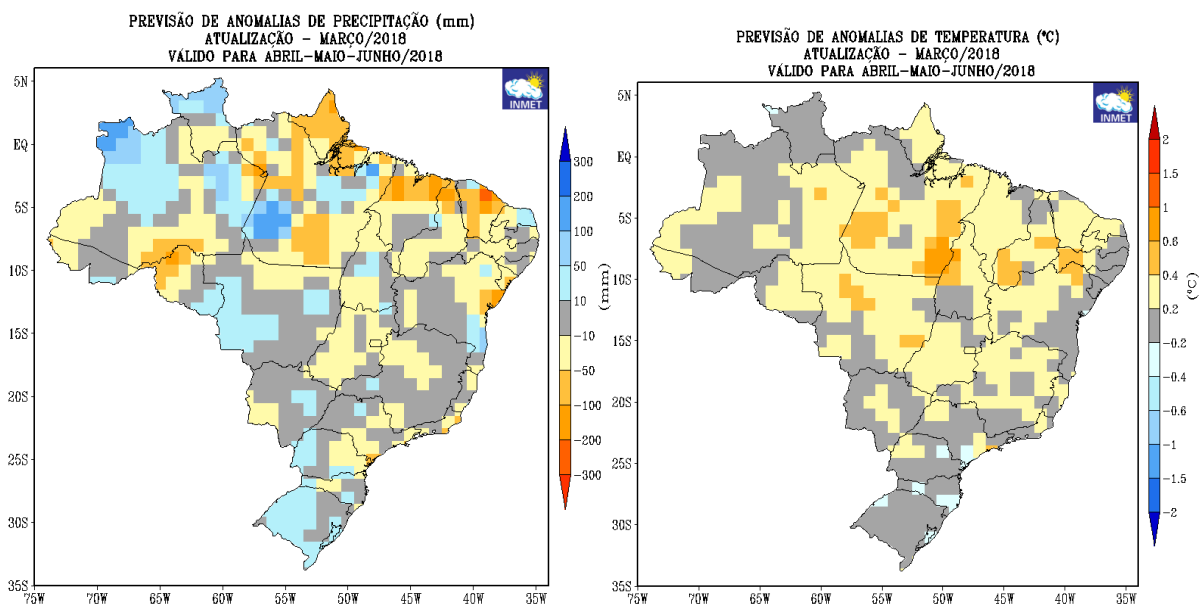 PREVISÃO DE ANOMALIAS DE PRECIPITAÇÃO (mm)
ATUALIZAÇÃO - MARÇO/2018
VÁLIDO PARA ABRIL-MAIO-JUNHO/2018
INMET
5N
EQ
5S
10S
15S
20S
25S
30S
35S
75W
70W
65W
60W
55W
50W
45W
40W
35W
300
200
100
50
10
-10
-50
-100
-200
-300
(mm)
PREVISÃO DE ANOMALIAS DE TEMPERATURA (°C)
ATUALIZAÇÃO - MARÇO/2018
VÁLIDO PARA ABRIL-MAIO-JUNHO/2018
INMET
5N
EQ
5S
10S
15S
20S
25S
30S
35S
75W
70W
65W
60W
55W
50W
45W
40W
35W
2
1.5
1
0.6
0.4
0.2
-0.2
-0.4
-0.6
-1
-1.5
-2
(°C)